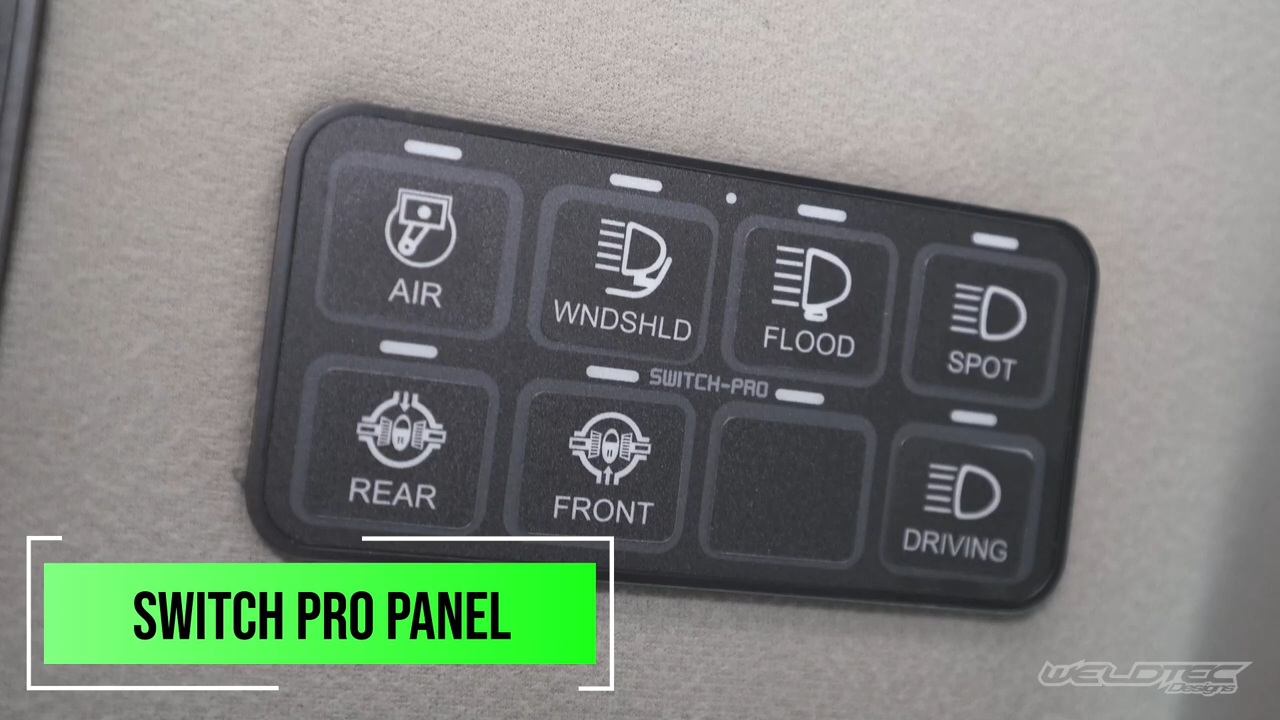 AIR
WNDSHLD
FLOOD
SPOT
SWITCH-PRO
REAR
FRONT
DRIVING
SWITCH PRO PANEL
WELDTEC
Designs